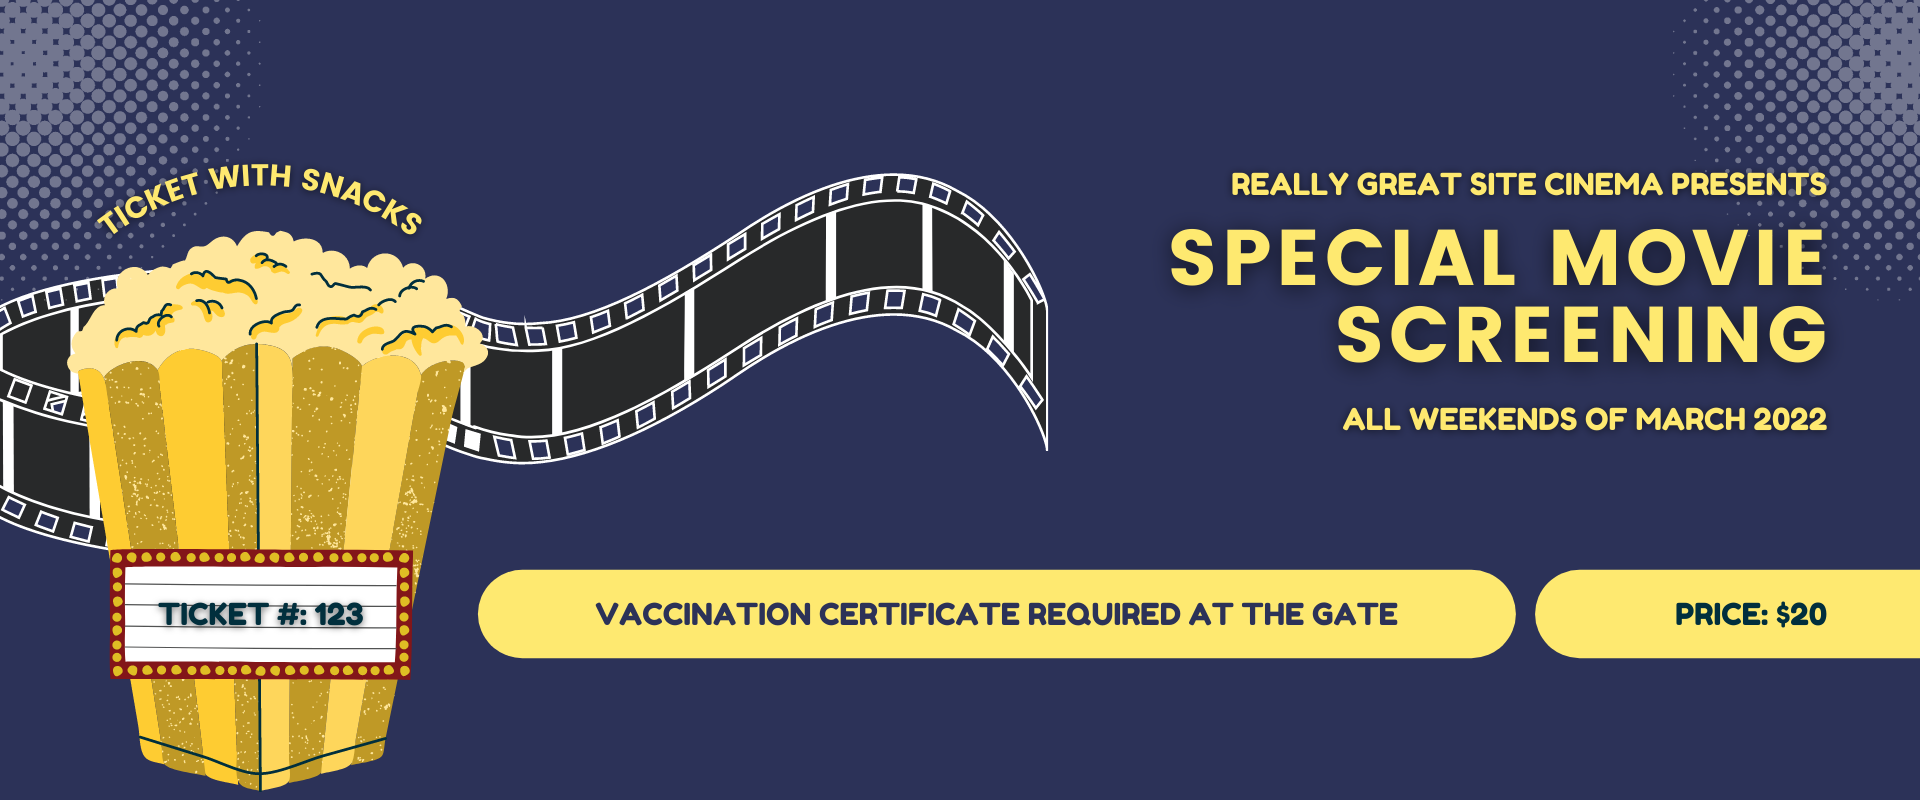 TICKET WITH SNACKS
REALLY GREAT SITE CINEMA PRESENTS
SPECIAL MOVIE
SCREENING
ALL WEEKENDS OF MARCH 2022
TICKET #: 123
VACCINATION CERTIFICATE REQUIRED AT THE GATE
PRICE: $20